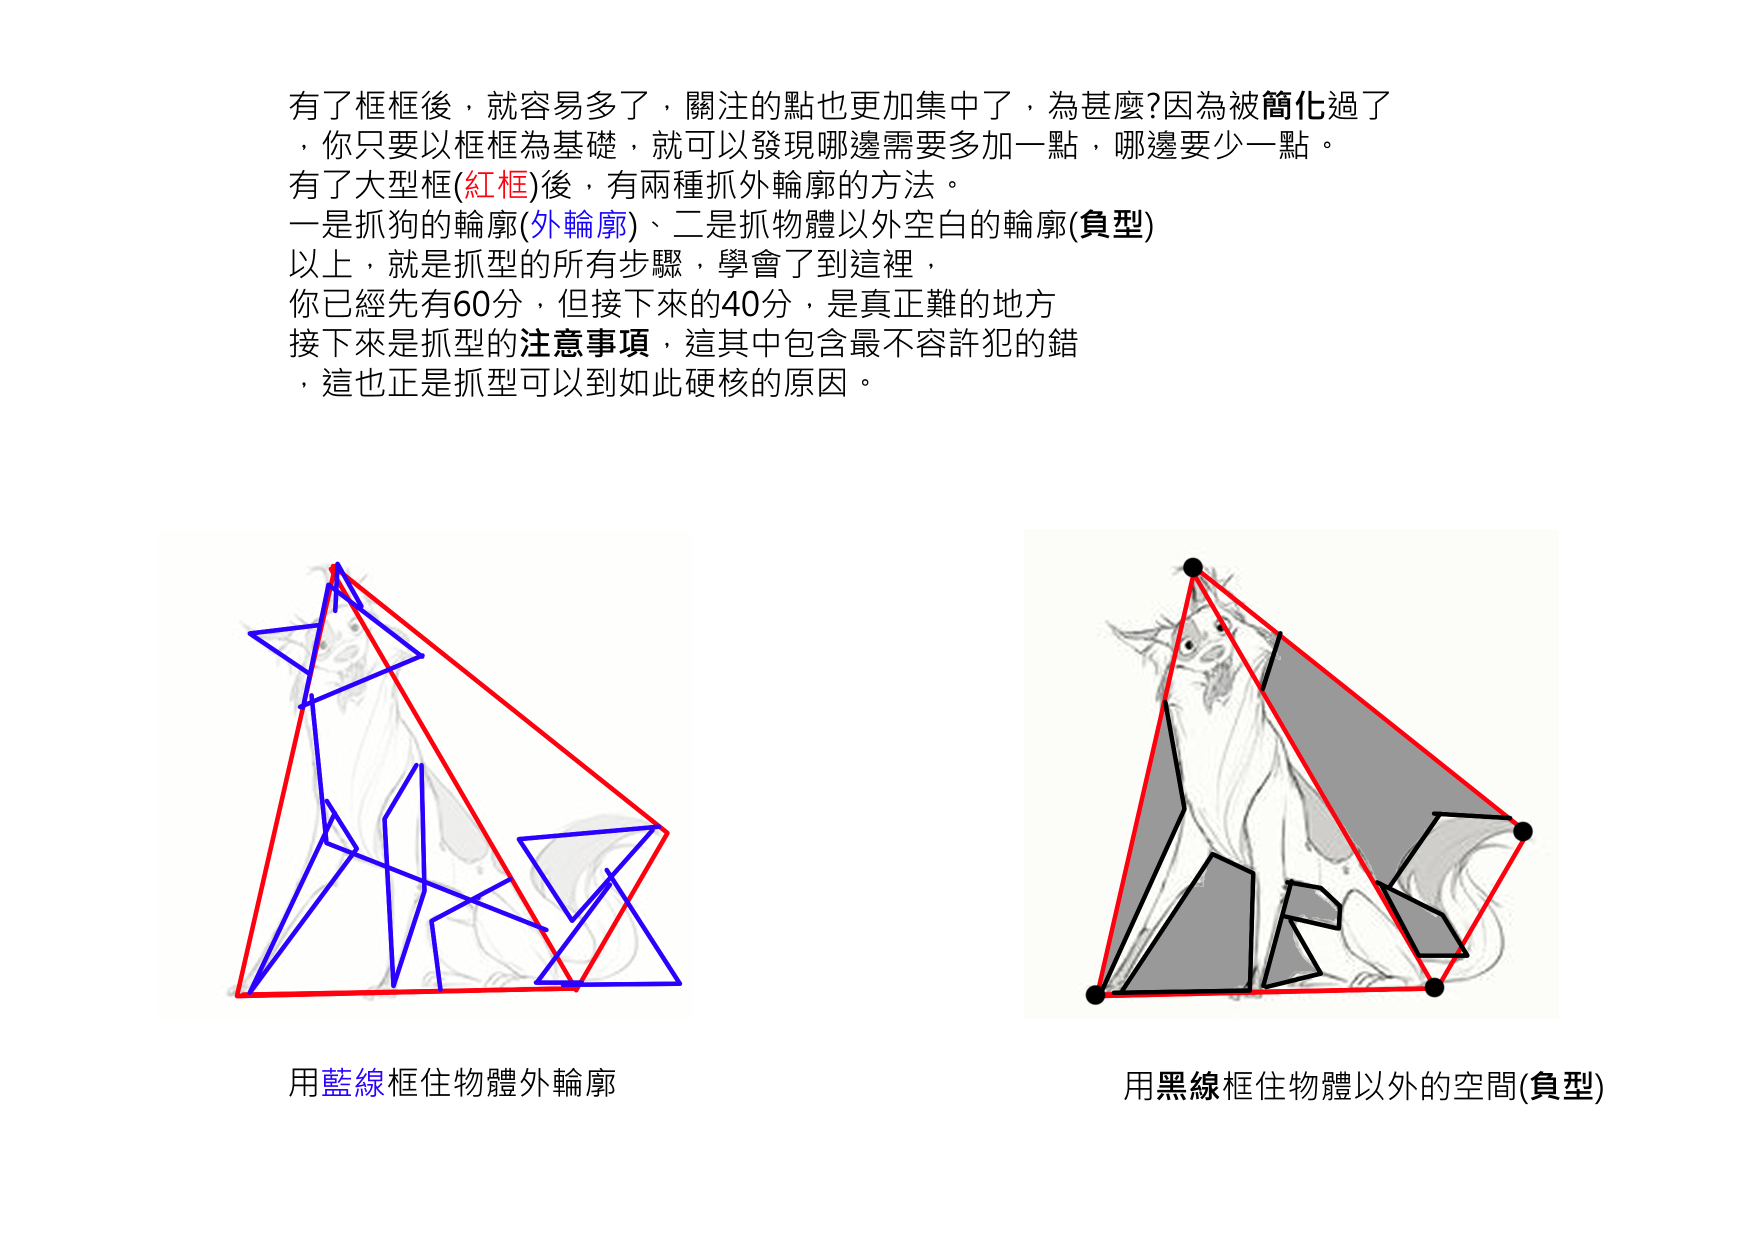 有了框框後，就容易多了，關注的點也更加集中了，為甚麼?因為被簡化過了
，你只要以框框為基礎，就可以發現哪邊需要多加一點，哪邊要少一點。
有了大型框(紅框)後，有兩種抓外輪廓的方法。
一是抓狗的輪廓(外輪廓)、二是抓物體以外空白的輪廓(負型)
以上，就是抓型的所有步驟，學會了到這裡，
你已經先有60分，但接下來的40分，是真正難的地方
接下來是抓型的注意事項，這其中包含最不容許犯的錯
，這也正是抓型可以到如此硬核的原因。
用藍線框住物體外輪廓
用黑線框住物體以外的空間(負型)